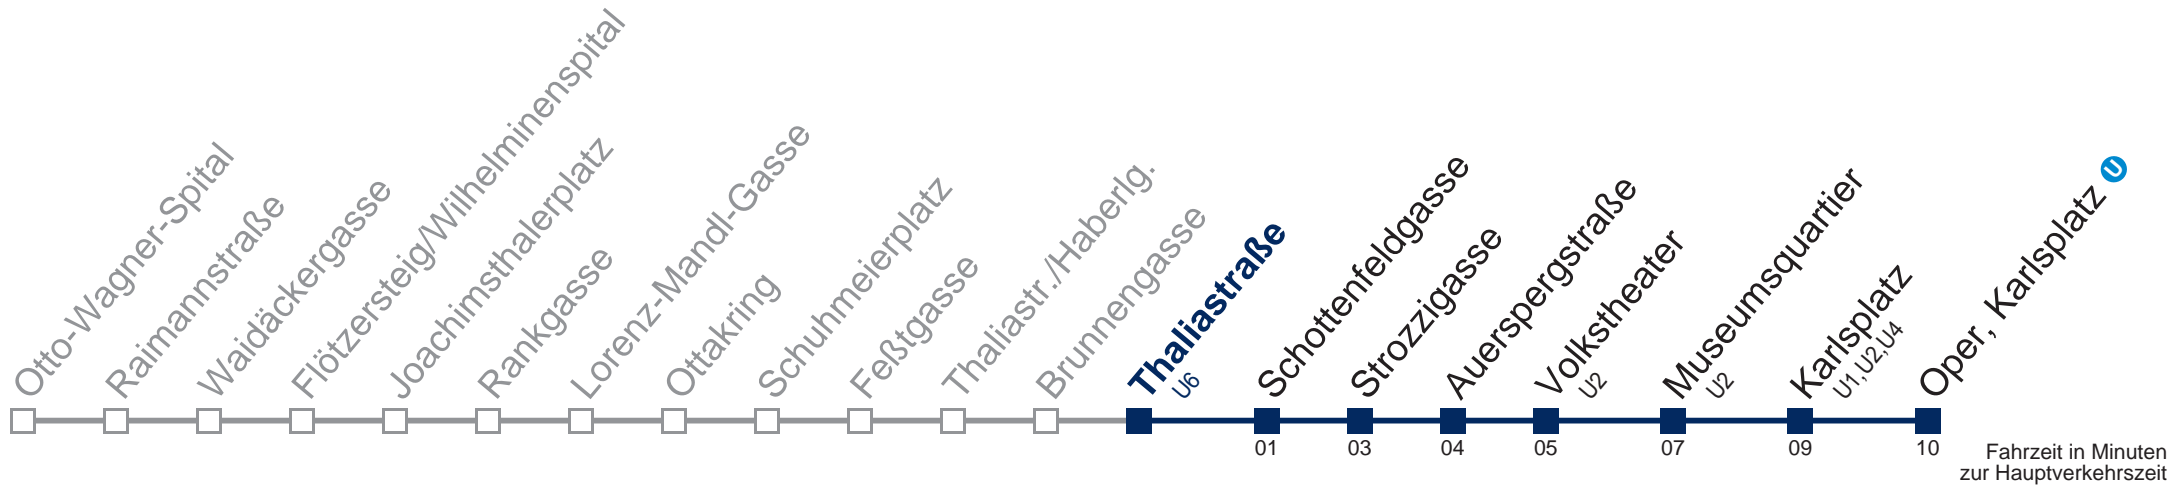 Otto-Wagner-Spital
Raimannstraße
Waidäckergasse
Flötzersteig/Wilhelminenspital
Joachimsthalerplatz
Rankgasse
Lorenz-Mandl-Gasse
Ottakring
Schuhmeierplatz
Feßtgasse
Thaliastr./Haberlg.
Brunnengasse
Thaliastraße
U6
Schottenfeldgasse
Strozzigasse
Auerspergstraße
Volkstheater
U2
Museumsquartier
U2
Karlsplatz
U1,U2,U4
Oper, Karlsplatz U
01 03 04 05 07 09 10
Fahrzeit in Minuten
zur Hauptverkehrszeit